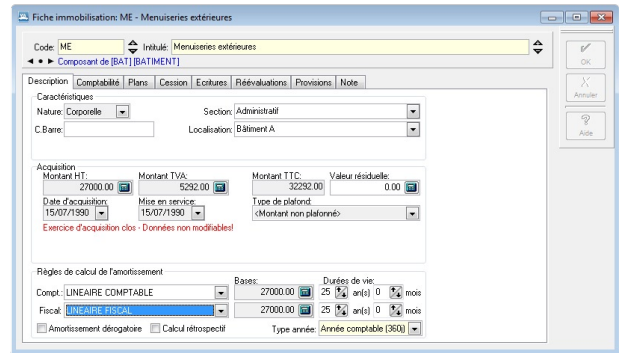 Fiche immobilisation: ME - Menuiseries extérieures
Code: ME Intitulé: Menuiseries extérieures
Composant de [BAT] [BATIMENT]
OK
Annuler
Aide
Description Comptabilité Plans Cession Ecritures Réévaluations Provisions Note
Caractéristiques
Nature: Corporelle Section: Administratif
C.Barre: Localisation: Bâtiment A
Acquisition
Montant HT: Montant TVA: Montant TTC: Valeur résiduelle:
27000.00 5292.00 32292.00 0.00
Date d'acquisition: Mise en service: Type de plafond:
15/07/1990 15/07/1990 <Montant non plafonné>
Exercice d'acquisition clos - Données non modifiables!
Règles de calcul de l'amortissement
Bases: Durées de vie:
Compt.: LINEAIRE COMPTABLE 27000.00 25 an(s) 0 mois
Fiscal: LINEAIRE FISCAL 27000.00 25 an(s) 0 mois
Amortissement dérogatoire Calcul rétrospectif Type année: Année comptable (360j)